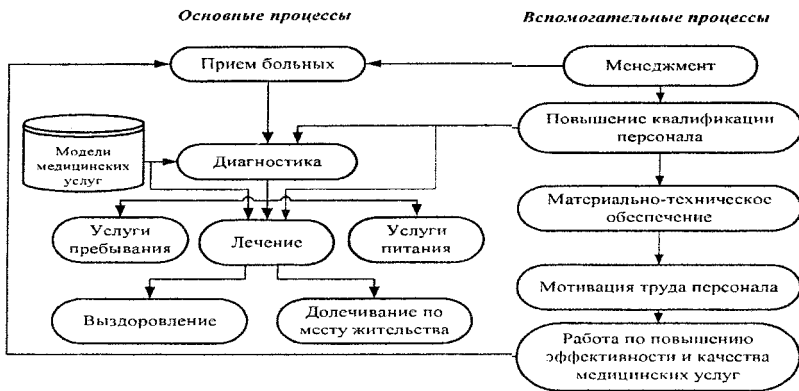 Основные процессы
Вспомогательные процессы
Прием больных
Менеджмент
Модели
медицинских
услуг
Диагностика
Повышение квалификации
персонала
Услуги
пребывания
Лечение
Услуги
питания
Материально-техническое
обеспечение
Выздоровление
Долечивание по
месту жительства
Мотивация труда персонала
Работа по повышению
эффективности и качества
медицинских услуг